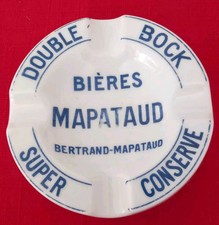 DOUBLE BOCK
BIÈRES
MAPATAUD
BERTRAND-MAPATAUD
SUPER CONSERVE